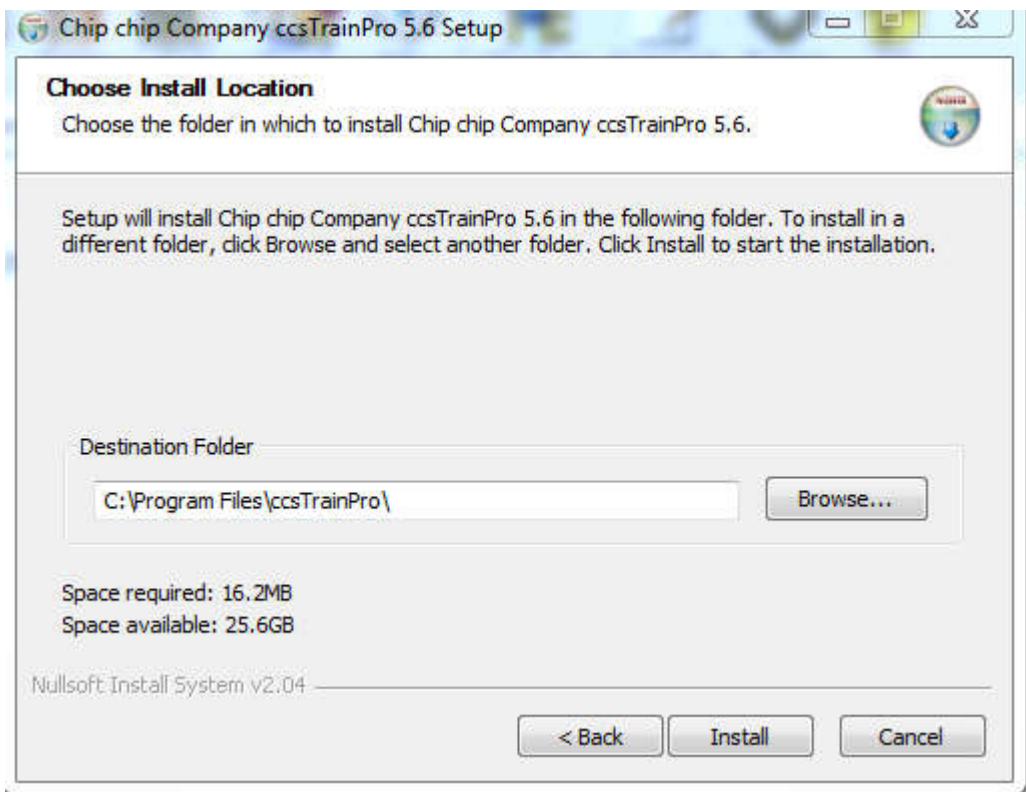 Chip chip Company ccsTrainPro 5.6 Setup
Choose Install Location
Choose the folder in which to install Chip chip Company ccsTrainPro 5.6.
Setup will install Chip chip Company ccsTrainPro 5.6 in the following folder. To install in a
different folder, click Browse and select another folder. Click Install to start the installation.
Destination Folder
C:\Program Files\ccsTrainPro\
Browse...
Space required: 16.2MB
Space available: 25.6GB
Nullsoft Install System v2.04
< Back
Install
Cancel